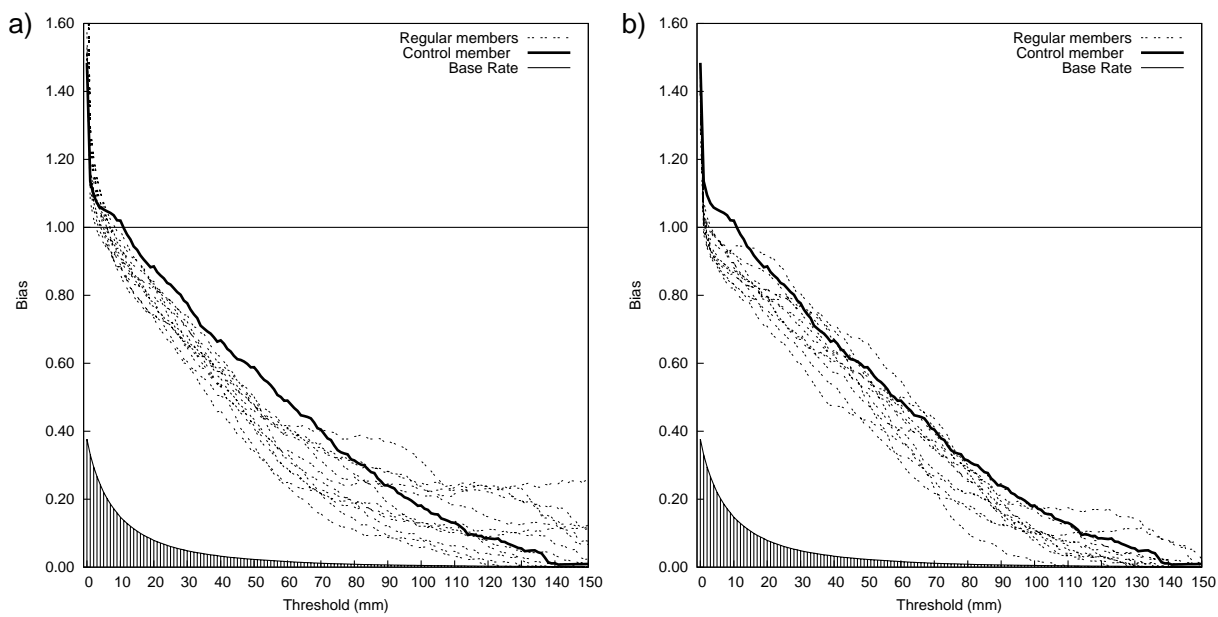 a)
1.60
1.40
1.20
1.00
0.80
0.60
0.40
0.20
0.00
Bias
0 10 20 30 40 50 60 70 80 90 100 110 120 130 140 150
Threshold (mm)
Regular members
Control member
Base Rate
b)
1.60
1.40
1.20
1.00
0.80
0.60
0.40
0.20
0.00
Bias
0 10 20 30 40 50 60 70 80 90 100 110 120 130 140 150
Threshold (mm)
Regular members
Control member
Base Rate